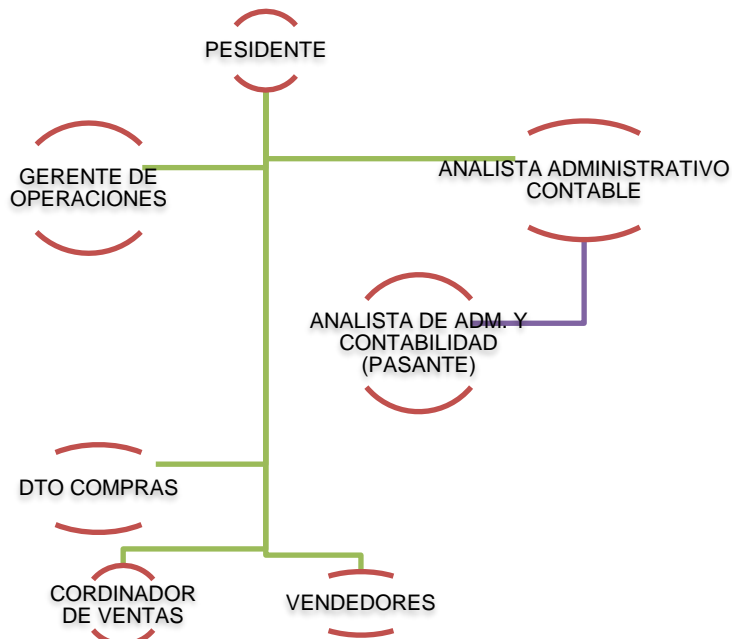 PESIDENTE
GERENTE DE
OPERACIONES
ANALISTA ADMINISTRATIVO
CONTABLE
ANALISTA DE ADM. Y
CONTABILIDAD
(PASANTE)
DTO COMPRAS
CORDINADOR
DE VENTAS
VENDEDORES